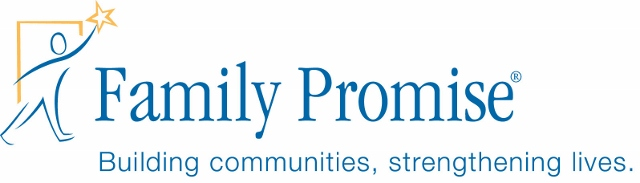 Family Promise®
Building communities, strengthening lives.